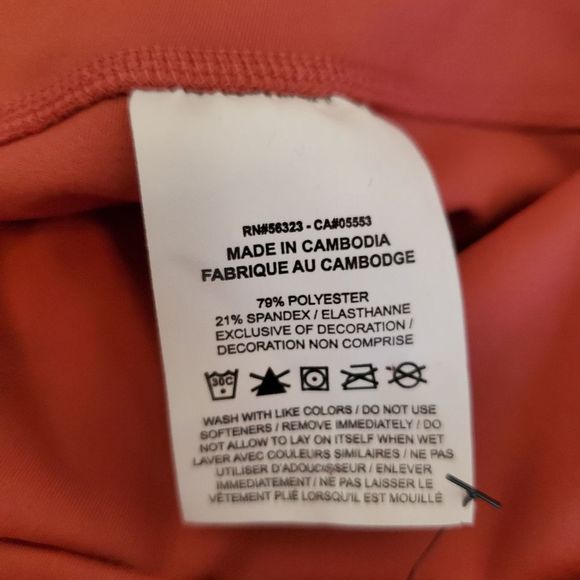 RN#56323 - CA#05553
MADE IN CAMBODIA
FABRIQUE AU CAMBODGE
79% POLYESTER
21% SPANDEX / ELASTHANNE
EXCLUSIVE OF DECORATION /
DECORATION NON COMPRISE
30C
WASH WITH LIKE COLORS / DO NOT USE
SOFTENERS / REMOVE IMMEDIATELY / DO
NOT ALLOW TO LAY ON ITSELF WHEN WET
LAVER AVEC COULEURS SIMILAIRES / NE PAS
UTILISER D'ADOUCISSEUR / ENLEVER
IMMEDIATEMENT / NE PAS LAISSER LE
VÊTEMENT PLIÉ LORSQU'IL EST MOUILLÉ